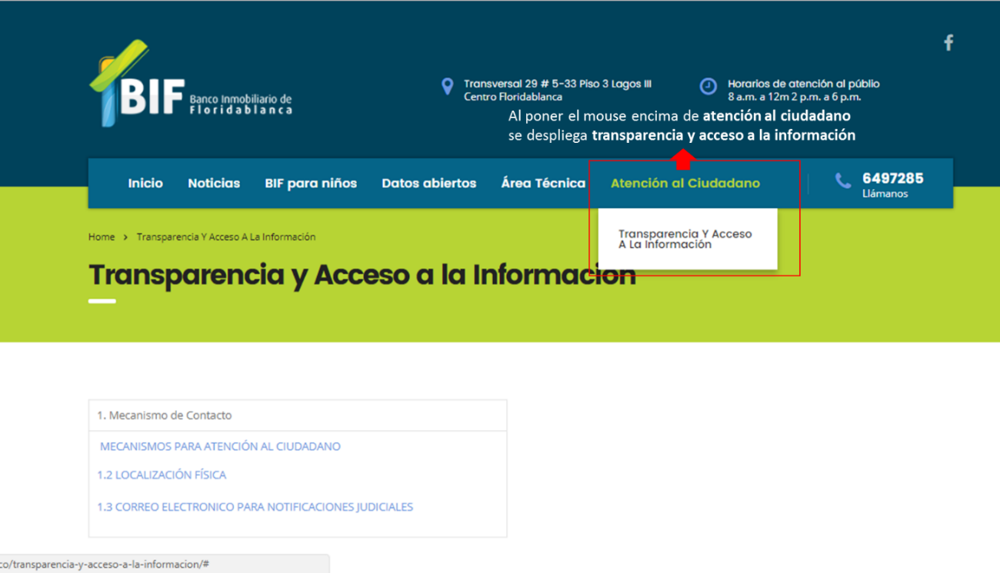 BIF Banco Inmobiliario de
Floridablanca
Transversal 29 # 5-33 Piso 3 Lagos III
Centro Floridablanca
Horarios de atención al públio
8 a.m. a 12m 2 p.m. a 6 p.m.
Al poner el mouse encima de atención al ciudadano
se despliega transparencia y acceso a la información
Inicio Noticias BIF para niños Datos abiertos Área Técnica Atención al Ciudadano
6497285
Llámanos
Transparencia Y Acceso
A La Información
Home > Transparencia Y Acceso A La Información
Transparencia y Acceso a la Información
1. Mecanismo de Contacto
MECANISMOS PARA ATENCIÓN AL CIUDADANO
1.2 LOCALIZACIÓN FÍSICA
1.3 CORREO ELECTRONICO PARA NOTIFICACIONES JUDICIALES
co/transparencia-y-acceso-a-la-informacion/#